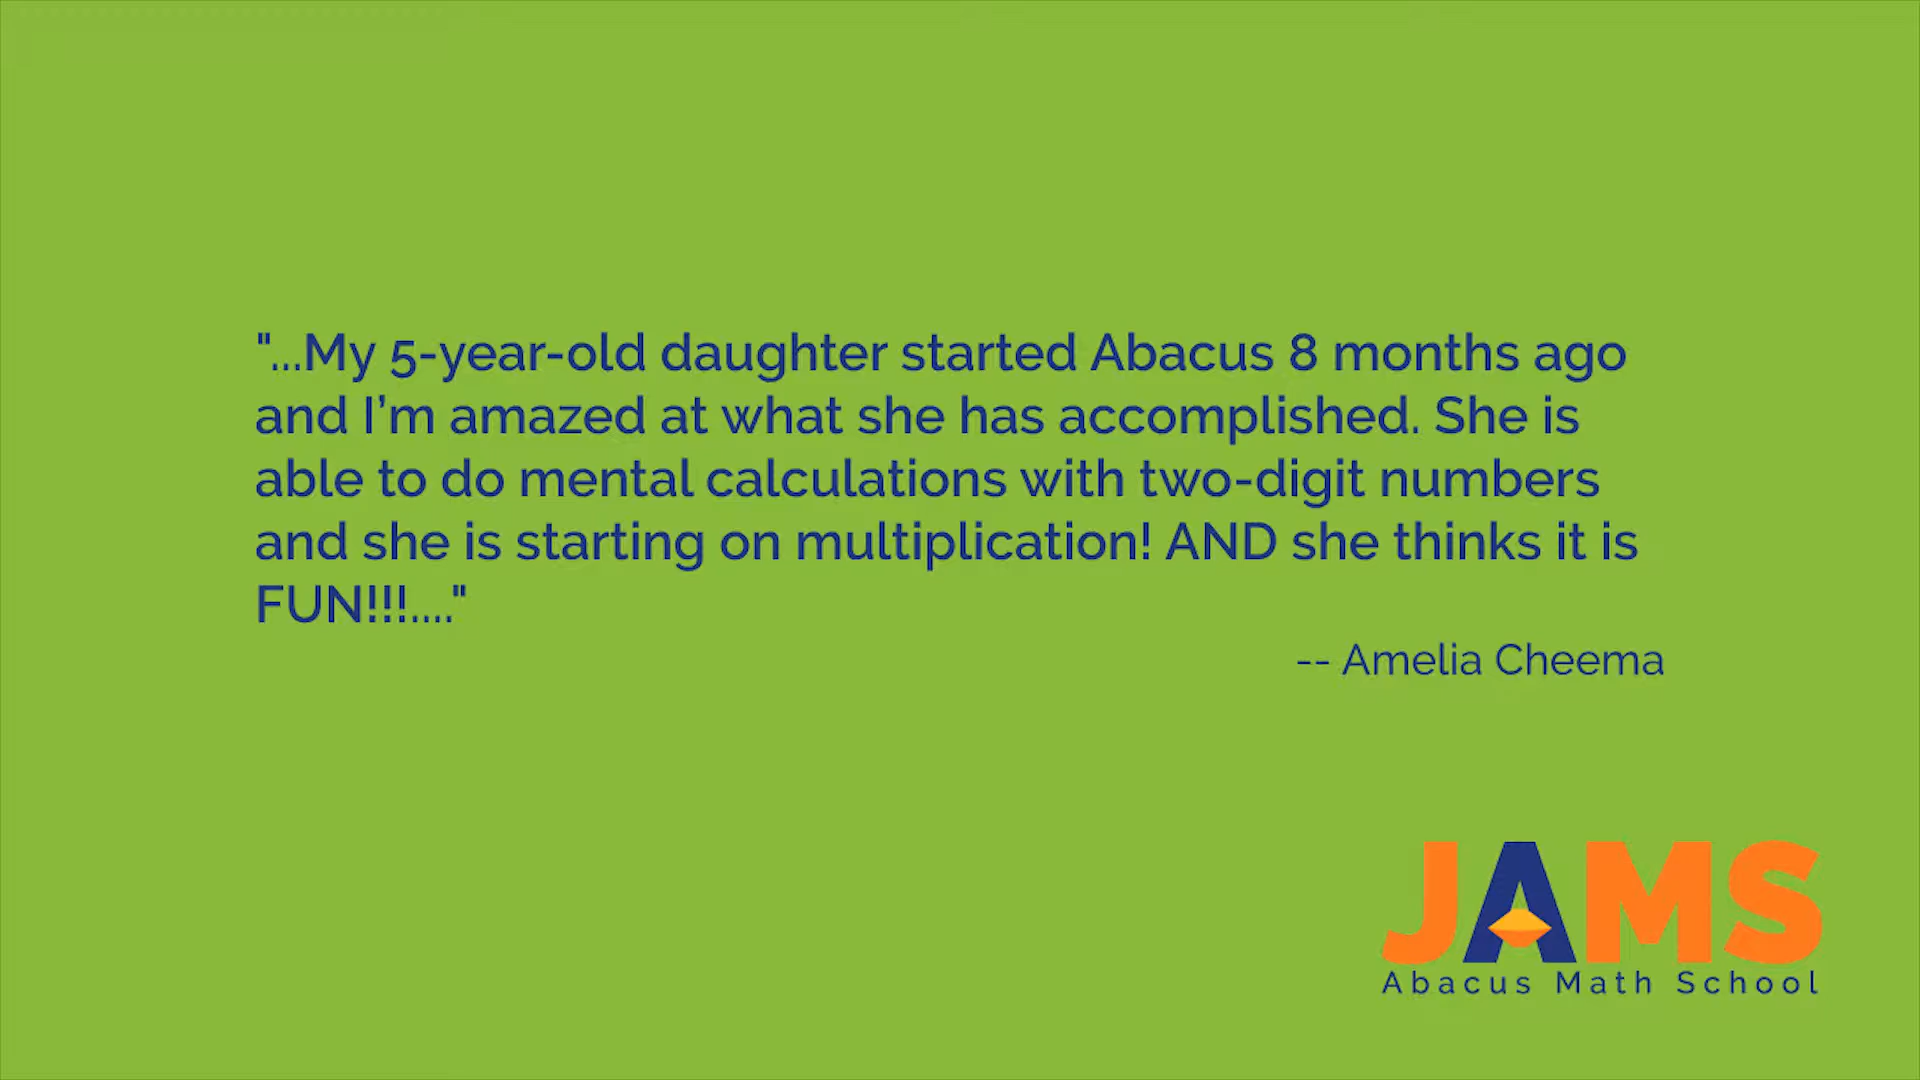 "...My 5-year-old daughter started Abacus 8 months ago
and I’m amazed at what she has accomplished. She is
able to do mental calculations with two-digit numbers
and she is starting on multiplication! AND she thinks it is
FUN!!!...."
-- Amelia Cheema
JAMS
Abacus Math School